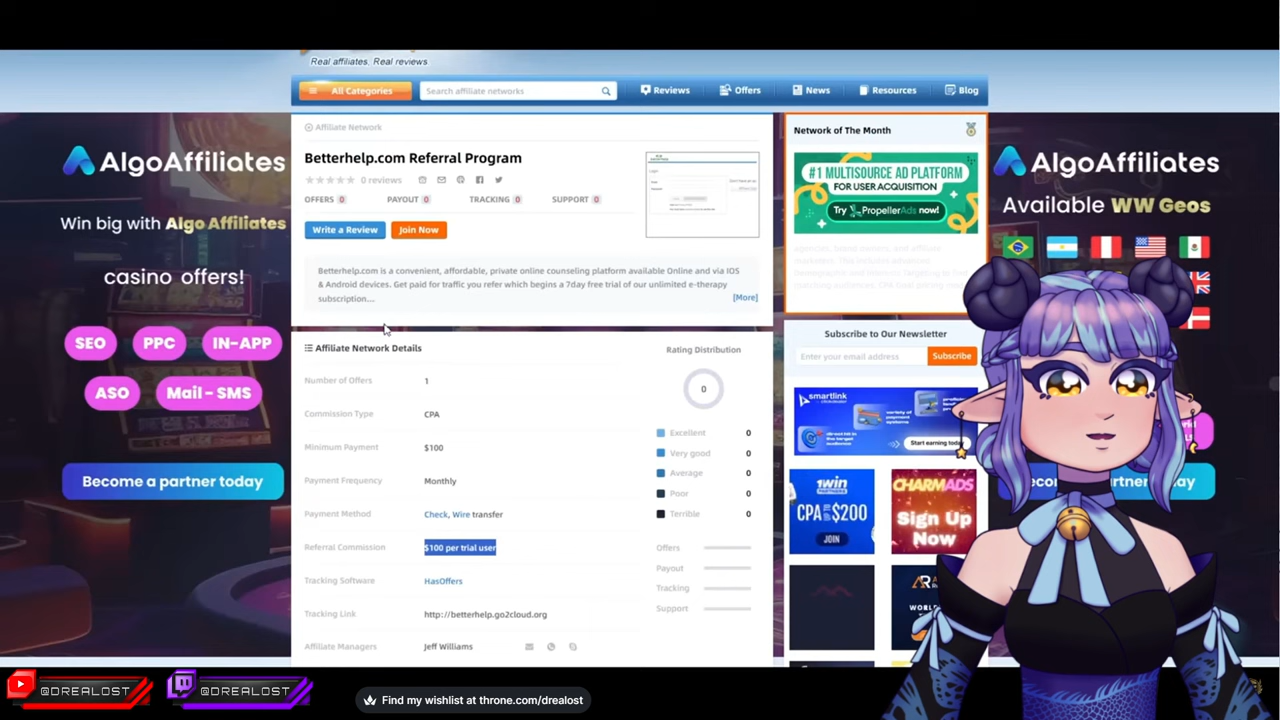 Real affiliates, Real reviews.
All Categories
Search affiliate networks
Reviews
Offers
News
Resources
Blog
Affiliate Network
Betterhelp.com Referral Program
0 reviews
OFFERS 0
PAYOUT 0
TRACKING 0
SUPPORT 0
Write a Review
Join Now
Betterhelp.com is a convenient, affordable, private online counseling platform available Online and via IOS
& Android devices. Get paid for traffic you refer which begins a 7day free trial of our unlimited e-therapy
subscription....
[More]
Affiliate Network Details
Number of Offers 1
Commission Type CPA
Minimum Payment $100
Payment Frequency Monthly
Payment Method Check, Wire transfer
Referral Commission $100 per trial user
Tracking Software HasOffers
Tracking Link http://betterhelp.go2cloud.org
Affiliate Managers Jeff Williams
Rating Distribution
0
Excellent 0
Very good 0
Average 0
Poor 0
Terrible 0
Offers
Payout
Tracking
Support
Network of The Month
#1 MULTISOURCE AD PLATFORM
FOR USER ACQUISITION
Try PropellerAds now!
Subscribe to Our Newsletter
Enter your email address
Subscribe
smartlink
Start earning today
1win
PARTNERS
CPA $200
JOIN
CHARMADS
Sign Up
Now
AlgoAffiliates
Win big with Algo Affiliates
casino offers!
SEO
PPC
IN-APP
ASO
Mail - SMS
Become a partner today
AlgoAffiliates
Available WW Geos
@DREALOST
@DREALOST
Find my wishlist at throne.com/drealost